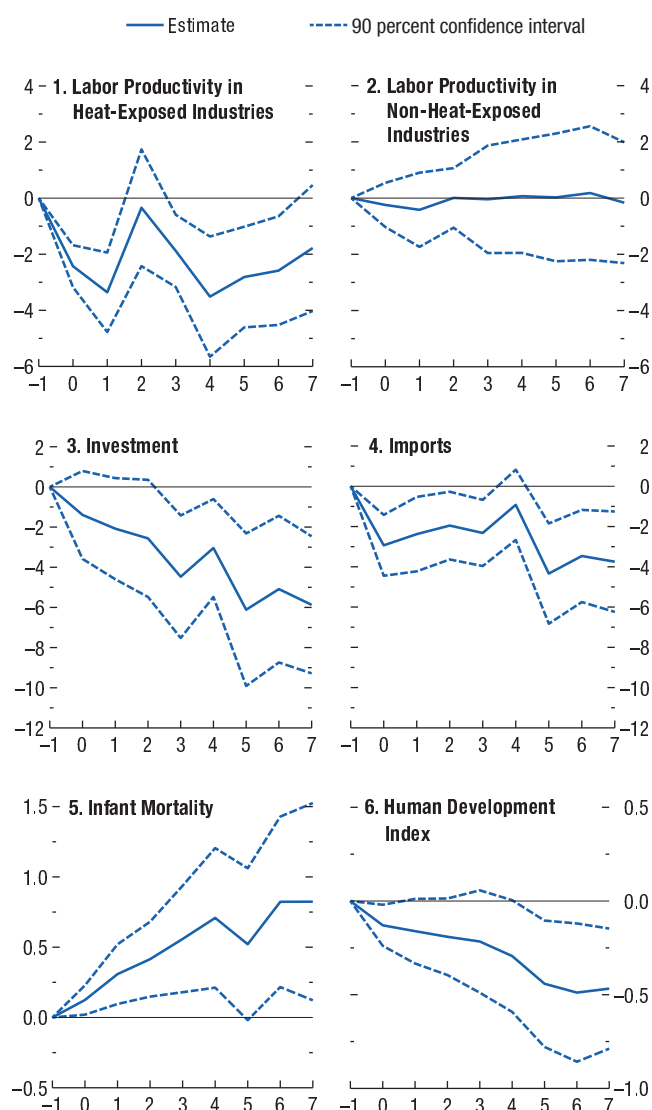 Estimate
90 percent confidence interval
1. Labor Productivity in
Heat-Exposed Industries
4
2
0
–2
–4
–6
–1 0 1 2 3 4 5 6 7
2. Labor Productivity in
Non-Heat-Exposed
Industries
4
2
0
–2
–4
–6
–1 0 1 2 3 4 5 6 7
3. Investment
2
0
–2
–4
–6
–8
–10
–12
–1 0 1 2 3 4 5 6 7
4. Imports
2
0
–2
–4
–6
–8
–10
–12
–1 0 1 2 3 4 5 6 7
5. Infant Mortality
1.5
1.0
0.5
0.0
–0.5
–1 0 1 2 3 4 5 6 7
6. Human Development
Index
0.5
0.0
–0.5
–1.0
–1 0 1 2 3 4 5 6 7